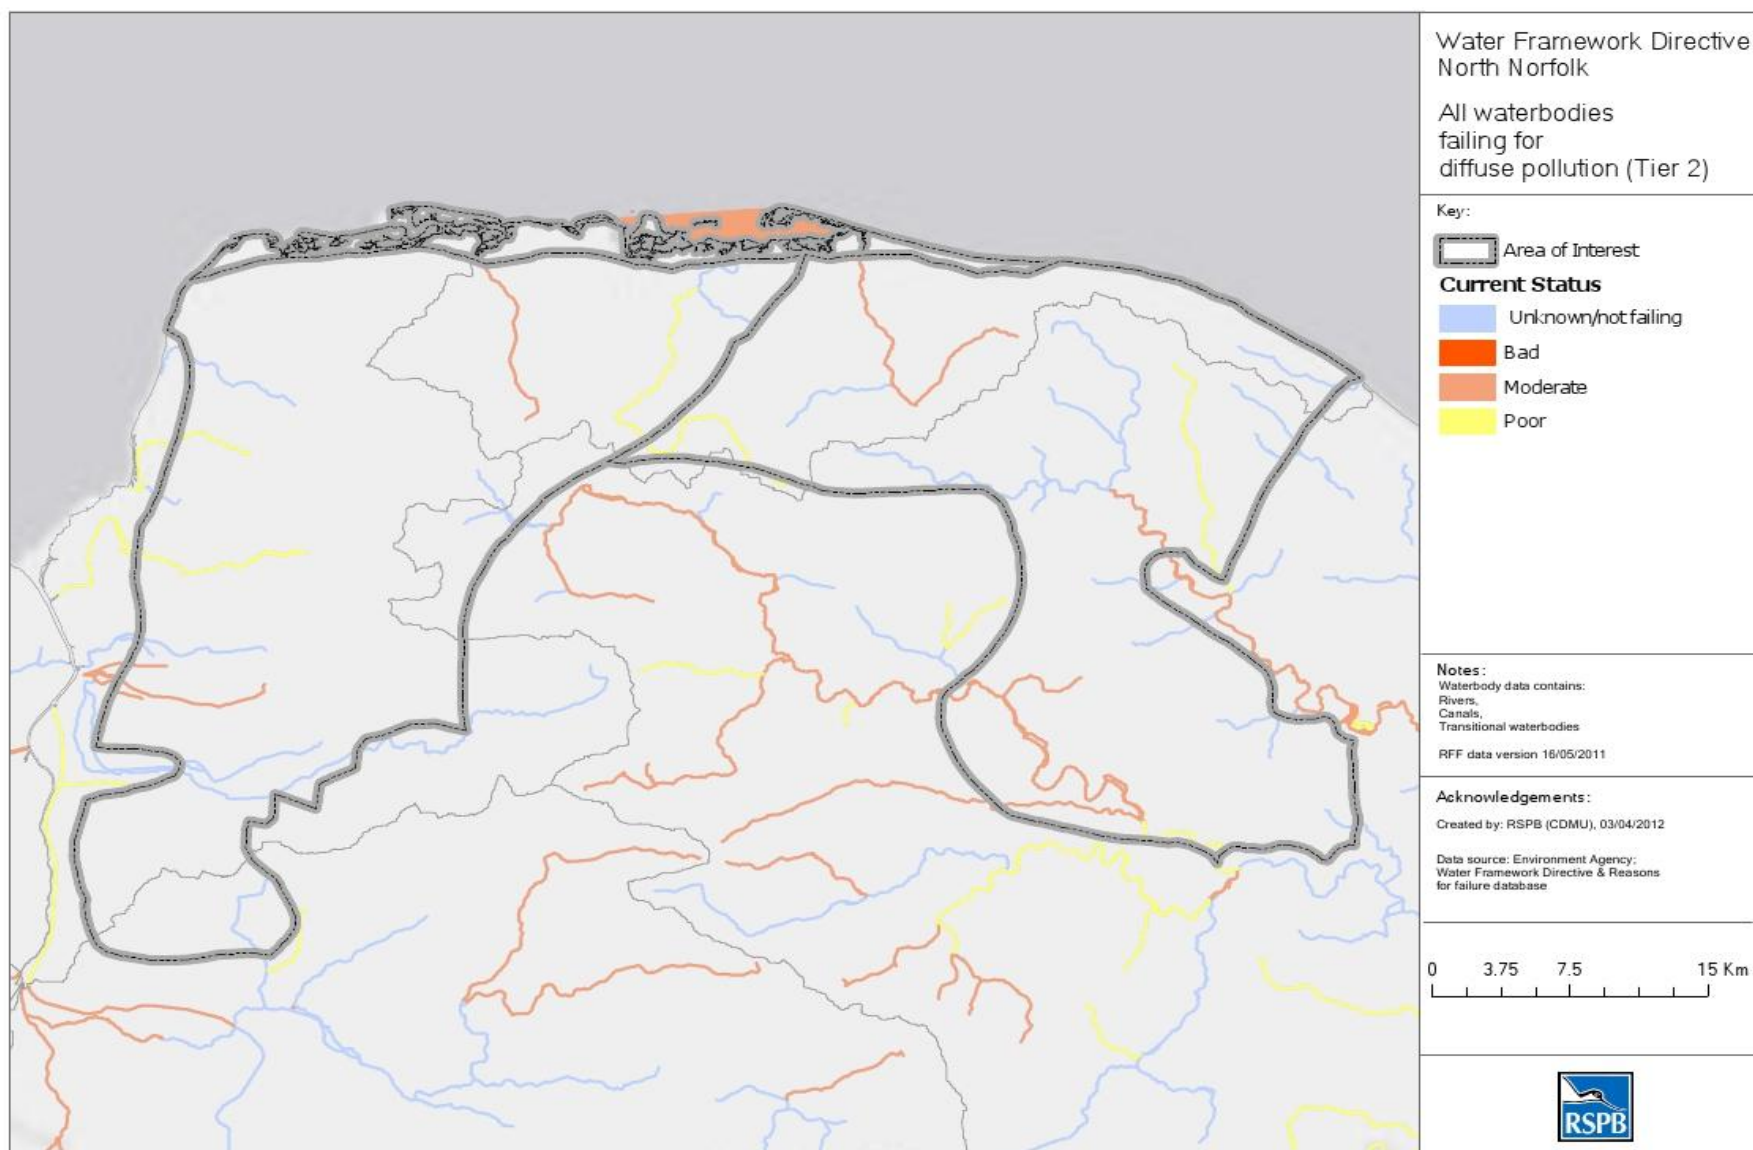 Water Framework Directive
North Norfolk
All waterbodies
failing for
diffuse pollution (Tier 2)
Key:
Area of Interest
Current Status
Unknown/not failing
Bad
Moderate
Poor
Notes:
Waterbody data contains:
Rivers,
Canals,
Transitional waterbodies
RFF data version 16/05/2011
Acknowledgements:
Created by: RSPB (CDMU), 03/04/2012
Data source: Environment Agency;
Water Framework Directive & Reasons
for failure database
0 3.75 7.5 15 Km
RSPB